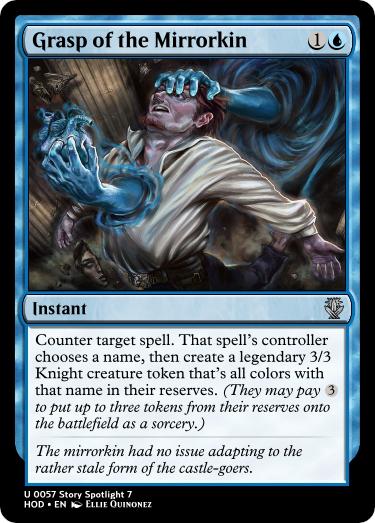 Grasp of the Mirrorkin 1
Instant
Counter target spell. That spell's controller
chooses a name, then create a legendary 3/3
Knight creature token that's all colors with
that name in their reserves. (They may pay 3
to put up to three tokens from their reserves onto
the battlefield as a sorcery.)
The mirrorkin had no issue adapting to the
rather stale form of the castle-goers.
U 0057 Story Spotlight 7
HOD • EN Ellie Quinonez